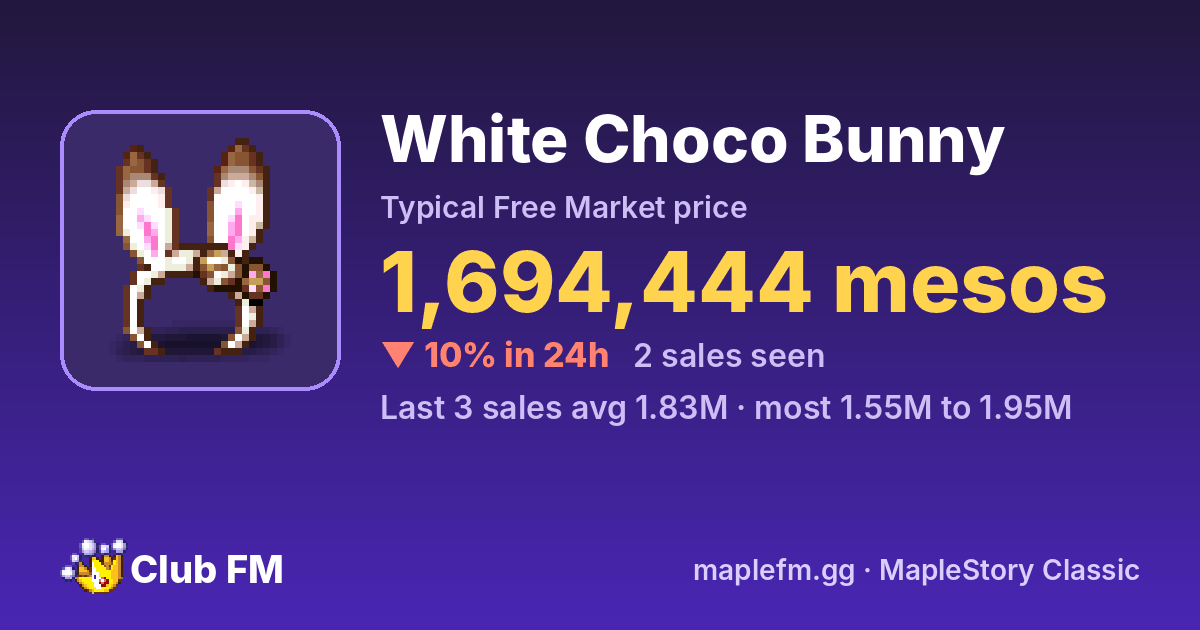 White Choco Bunny
Typical Free Market price
1,694,444 mesos
▼ 10% in 24h 2 sales seen
Last 3 sales avg 1.83M · most 1.55M to 1.95M
Club FM
maplefm.gg · MapleStory Classic